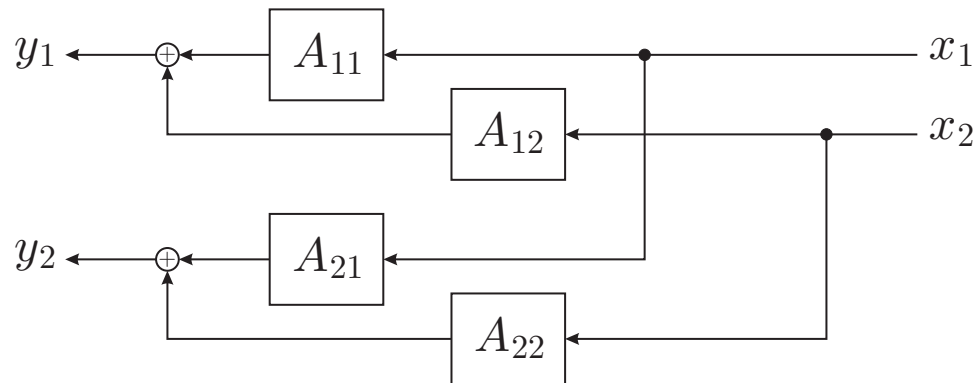 y₁ + A₁₁ x₁
A₁₂ x₂
y₂ + A₂₁
A₂₂